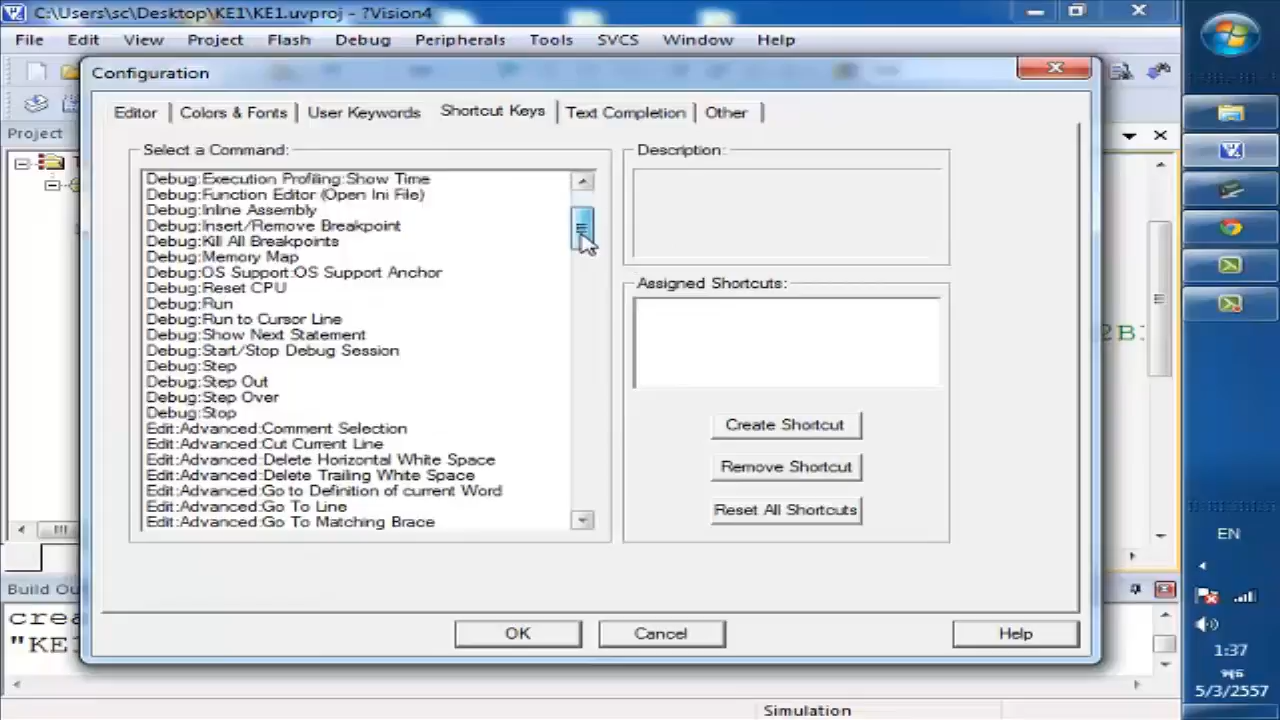 C:\Users\sc\Desktop\KE1\KE1.uvproj - ?Vision4
File Edit View Project Flash Debug Peripherals Tools SVCS Window Help
Configuration
Editor Colors & Fonts User Keywords Shortcut Keys Text Completion Other
Project
Select a Command:
Debug:Execution Profiling:Show Time
Debug:Function Editor (Open Ini File)
Debug:Inline Assembly
Debug:Insert/Remove Breakpoint
Debug:Kill All Breakpoints
Debug:Memory Map
Debug:OS Support:OS Support Anchor
Debug:Reset CPU
Debug:Run
Debug:Run to Cursor Line
Debug:Show Next Statement
Debug:Start/Stop Debug Session
Debug:Step
Debug:Step Out
Debug:Step Over
Debug:Stop
Edit:Advanced:Comment Selection
Edit:Advanced:Cut Current Line
Edit:Advanced:Delete Horizontal White Space
Edit:Advanced:Delete Trailing White Space
Edit:Advanced:Go to Definition of current Word
Edit:Advanced:Go To Line
Edit:Advanced:Go To Matching Brace
Description:
Assigned Shortcuts:
Create Shortcut
Remove Shortcut
Reset All Shortcuts
2B
Build Ou
crea
"KE1
OK Cancel Help
Simulation
EN
1:37
พุธ
5/3/2557